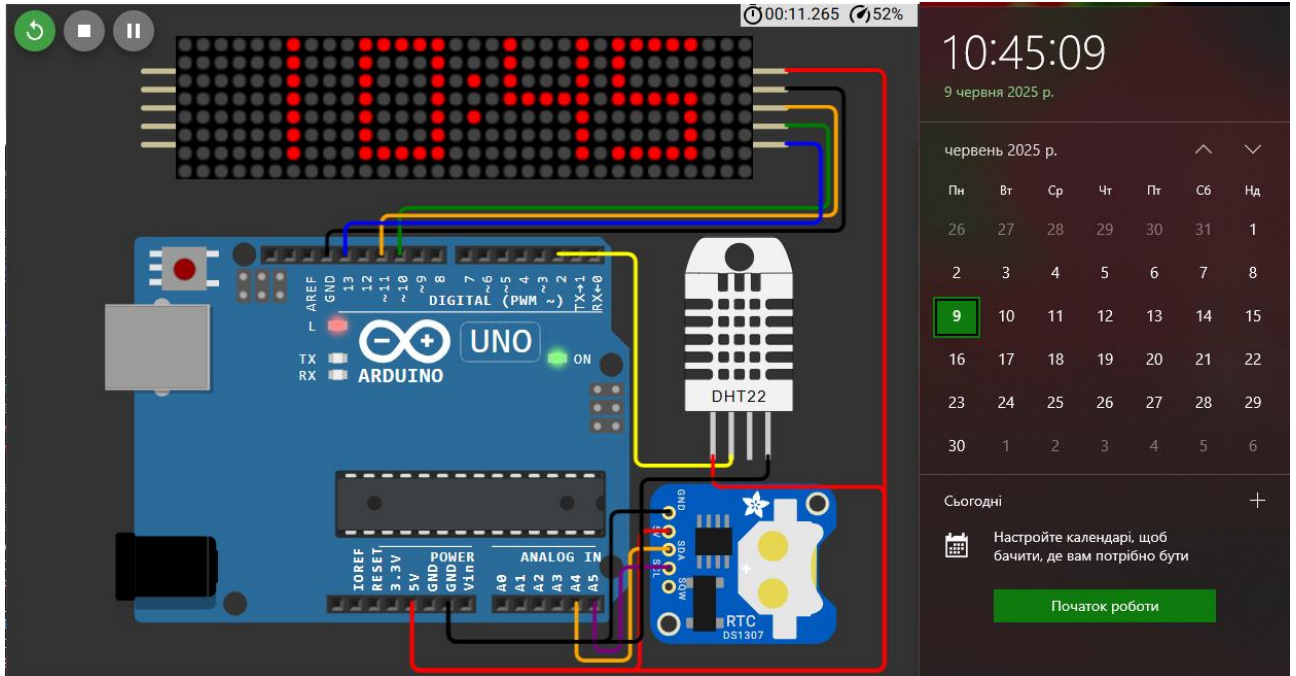 00:11.265 52%
10:45
AREF
GND
13
12
~11
~10
~9
8
7
~6
~5
4
~3
2
TX→1
RX←0
DIGITAL (PWM ~)
L
TX
RX
UNO
ARDUINO
ON
IOREF
RESET
3.3V
5V
GND
GND
Vin
POWER
ANALOG IN
A0
A1
A2
A3
A4
A5
DHT22
GND
5V
SDA
SCL
SQW
RTC
DS1307
10:45:09
9 червня 2025 р.
червень 2025 р.
Пн Вт Ср Чт Пт Сб Нд
26 27 28 29 30 31 1
2 3 4 5 6 7 8
9 10 11 12 13 14 15
16 17 18 19 20 21 22
23 24 25 26 27 28 29
30 1 2 3 4 5 6
Сьогодні
Настройте календарі, щоб
бачити, де вам потрібно бути
Початок роботи